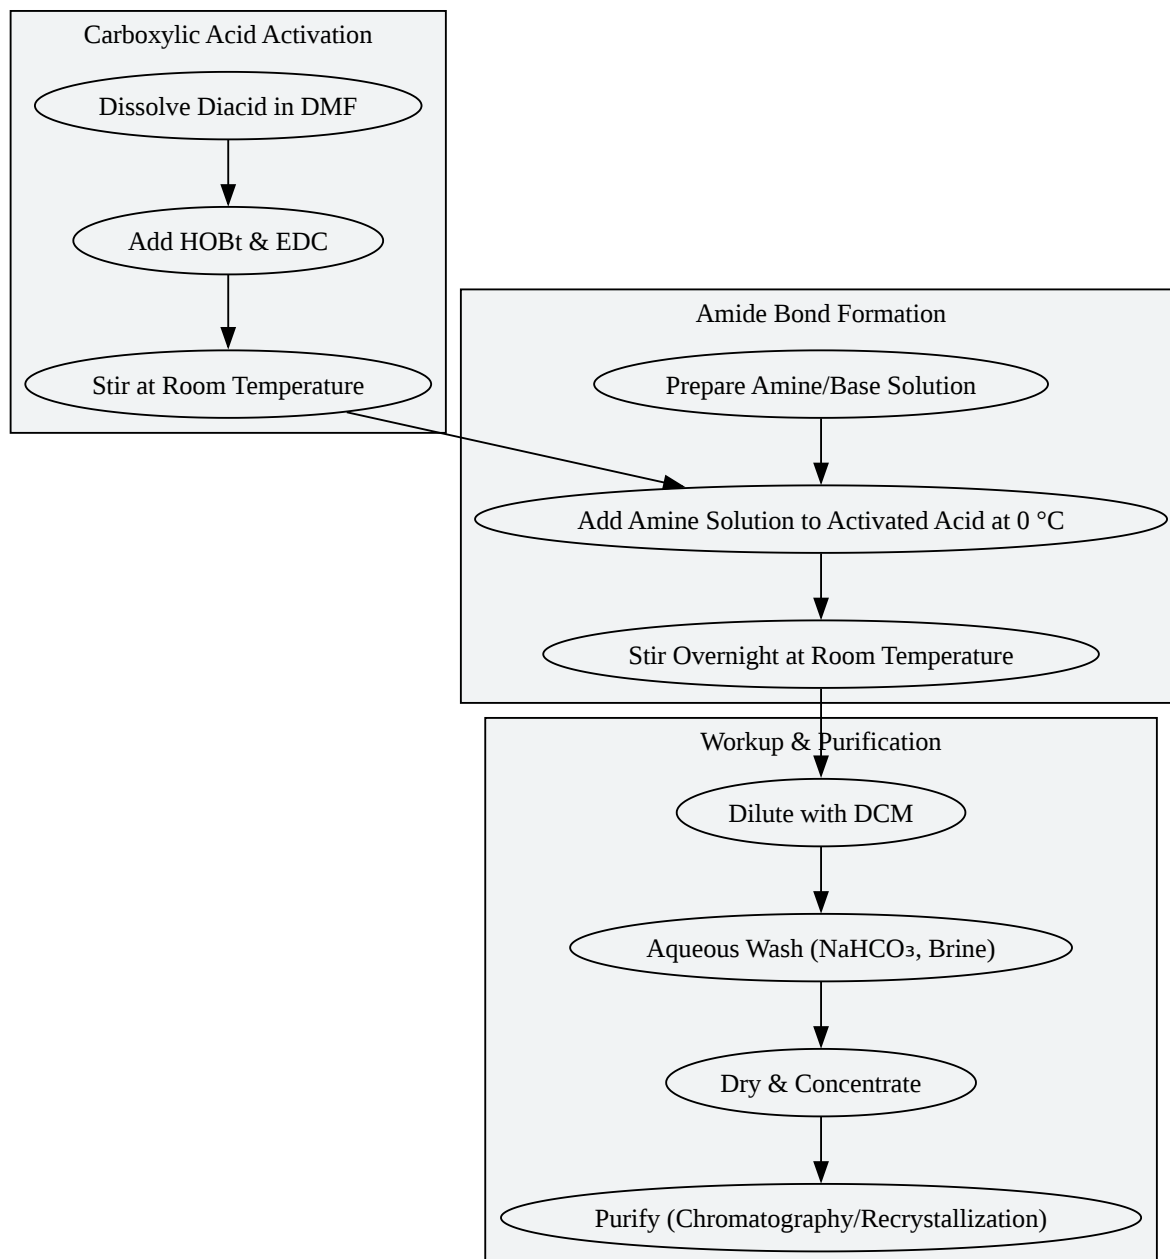 Carboxylic Acid Activation
Dissolve Diacid in DMF
Add HOBt & EDC
Stir at Room Temperature
Amide Bond Formation
Prepare Amine/Base Solution
Add Amine Solution to Activated Acid at 0 °C
Stir Overnight at Room Temperature
Workup & Purification
Dilute with DCM
Aqueous Wash (NaHCO₃, Brine)
Dry & Concentrate
Purify (Chromatography/Recrystallization)